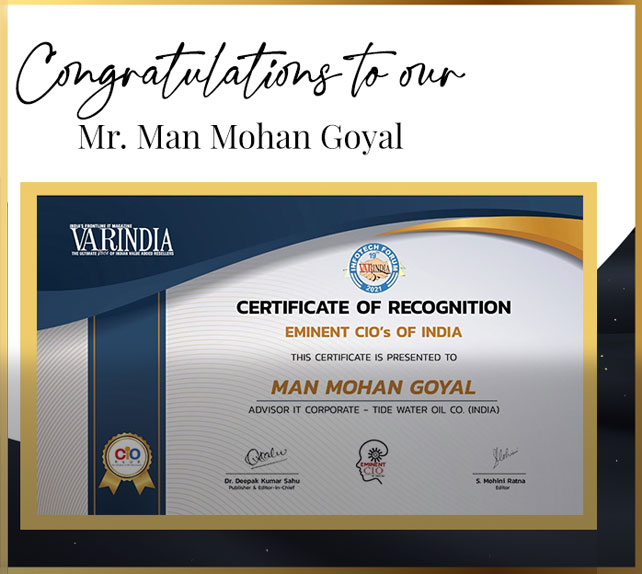 Congratulations to our
Mr. Man Mohan Goyal
INDIA'S FRONTLINE IT MAGAZINE
VARINDIA
THE ULTIMATE VOICE OF INDIAN VALUE ADDED RESELLERS
INFOTECH FORUM
19
VARINDIA
2021
CERTIFICATE OF RECOGNITION
EMINENT CIO's OF INDIA
THIS CERTIFICATE IS PRESENTED TO
MAN MOHAN GOYAL
ADVISOR IT CORPORATE - TIDE WATER OIL CO. (INDIA)
CIO
EMINENT
CIO
Dr. Deepak Kumar Sahu
Publisher & Editor-in-Chief
S. Mohini Ratna
Editor